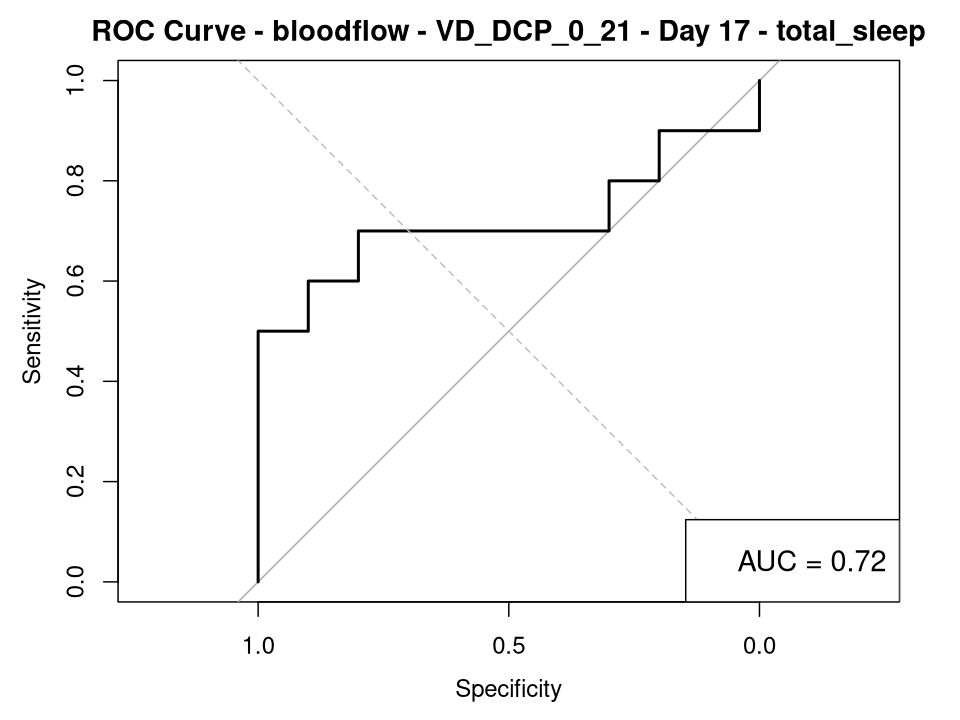 ROC Curve - bloodflow - VD_DCP_0_21 - Day 17 - total_sleep
Sensitivity
1.0
0.8
0.6
0.4
0.2
0.0
AUC = 0.72
1.0 0.5 0.0
Specificity